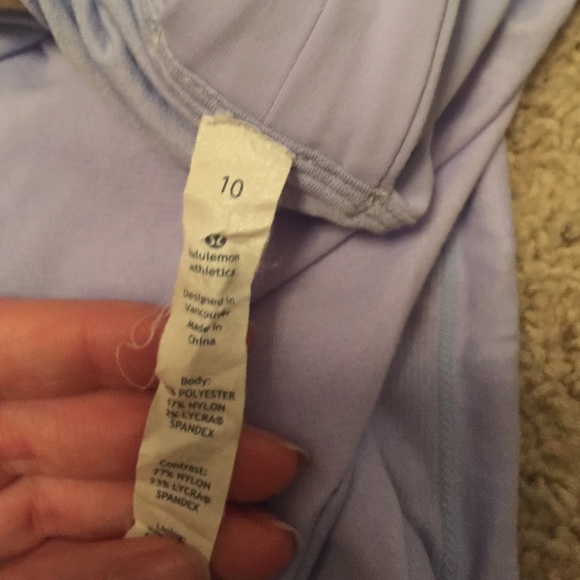 10
lululemon
athletica
Designed in
Vancouver
Made in
China
Body:
% POLYESTER
17% NYLON
% LYCRA®
SPANDEX
Contrast:
77% NYLON
23% LYCRA®
SPANDEX
Lining: